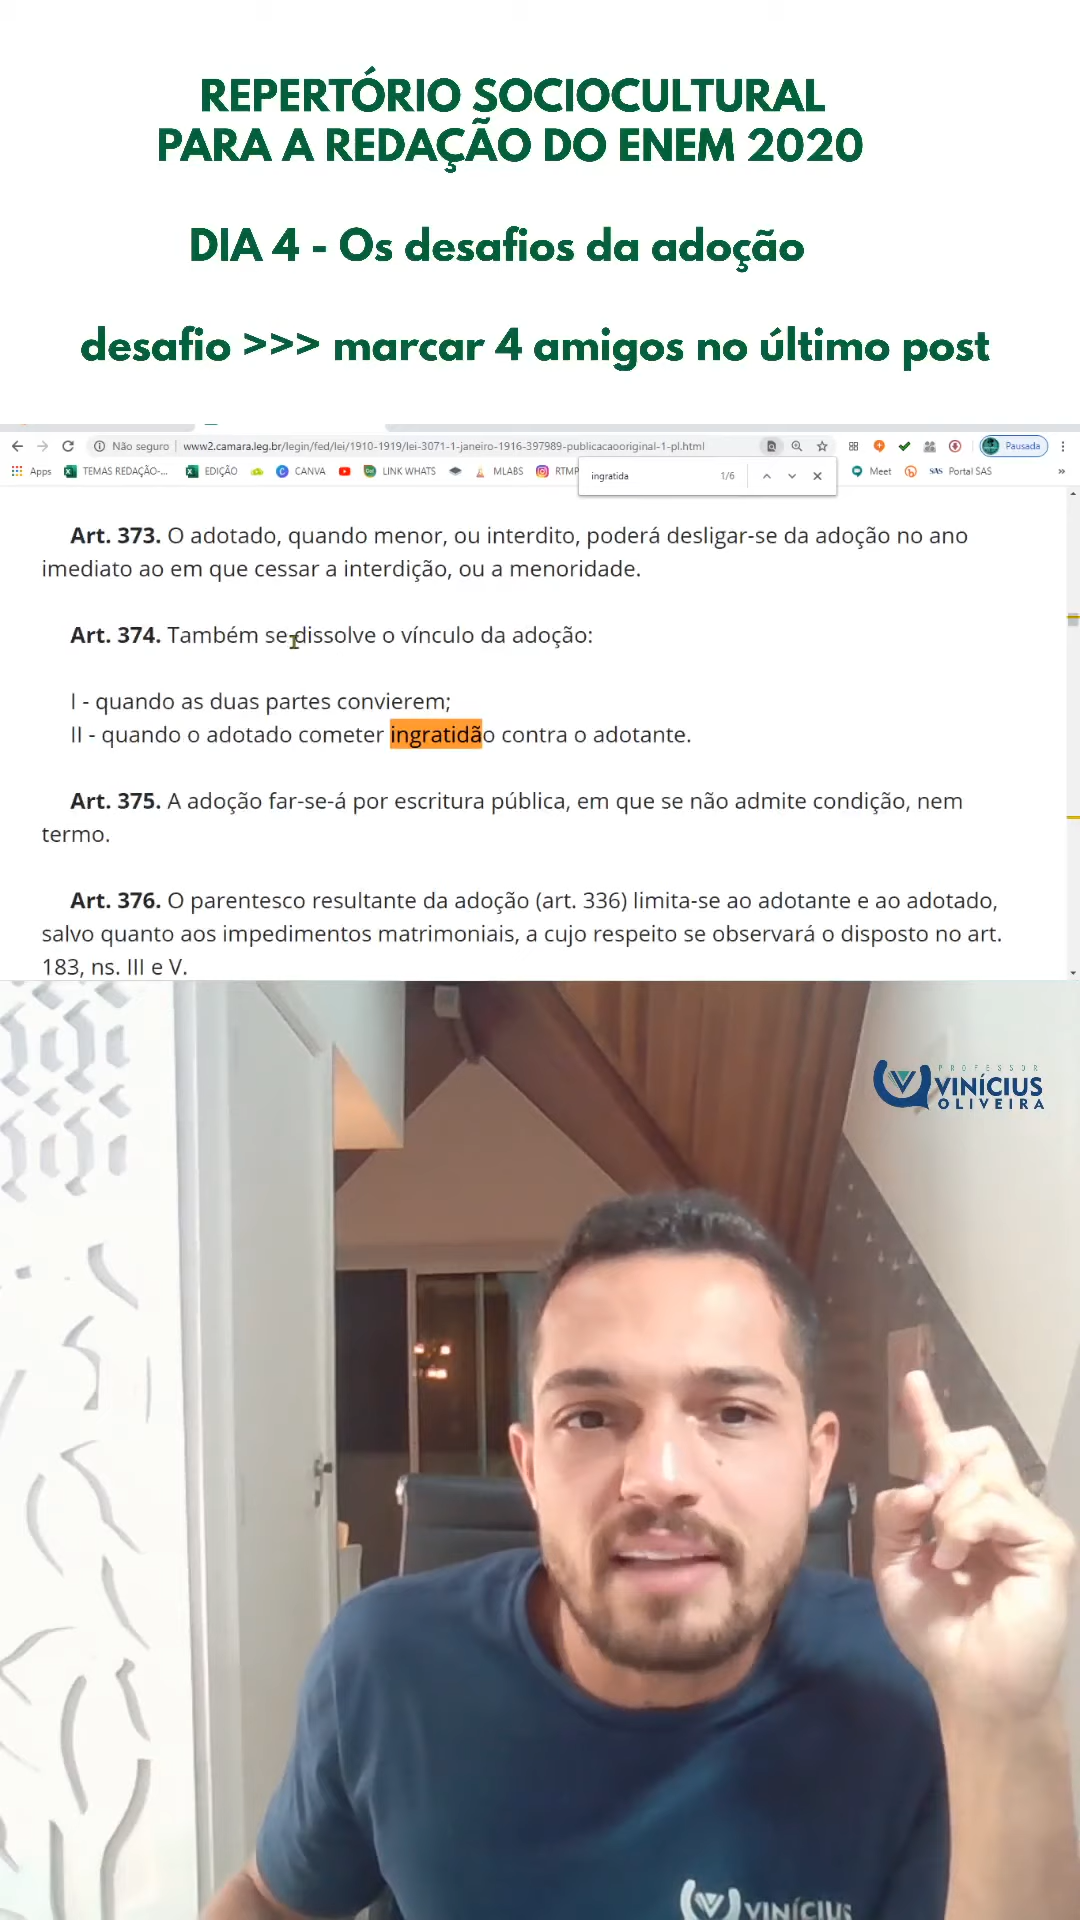 REPERTÓRIO SOCIOCULTURAL
PARA A REDAÇÃO DO ENEM 2020
DIA 4 - Os desafios da adoção
desafio >>> marcar 4 amigos no último post
Não seguro | www2.camara.leg.br/legin/fed/lei/1910-1919/lei-3071-1-janeiro-1916-397989-publicacaooriginal-1-pl.html
Pausada
Apps TEMAS REDAÇÃO-... EDIÇÃO CANVA LINK WHATS MLABS RTMP Meet SAS Portal SAS »
ingratida 1/6
Art. 373. O adotado, quando menor, ou interdito, poderá desligar-se da adoção no ano
imediato ao em que cessar a interdição, ou a menoridade.
Art. 374. Também se dissolve o vínculo da adoção:
I - quando as duas partes convierem;
II - quando o adotado cometer ingratidão contra o adotante.
Art. 375. A adoção far-se-á por escritura pública, em que se não admite condição, nem
termo.
Art. 376. O parentesco resultante da adoção (art. 336) limita-se ao adotante e ao adotado,
salvo quanto aos impedimentos matrimoniais, a cujo respeito se observará o disposto no art.
183, ns. III e V.
PROFESSOR
VINÍCIUS
OLIVEIRA
VINÍCIUS